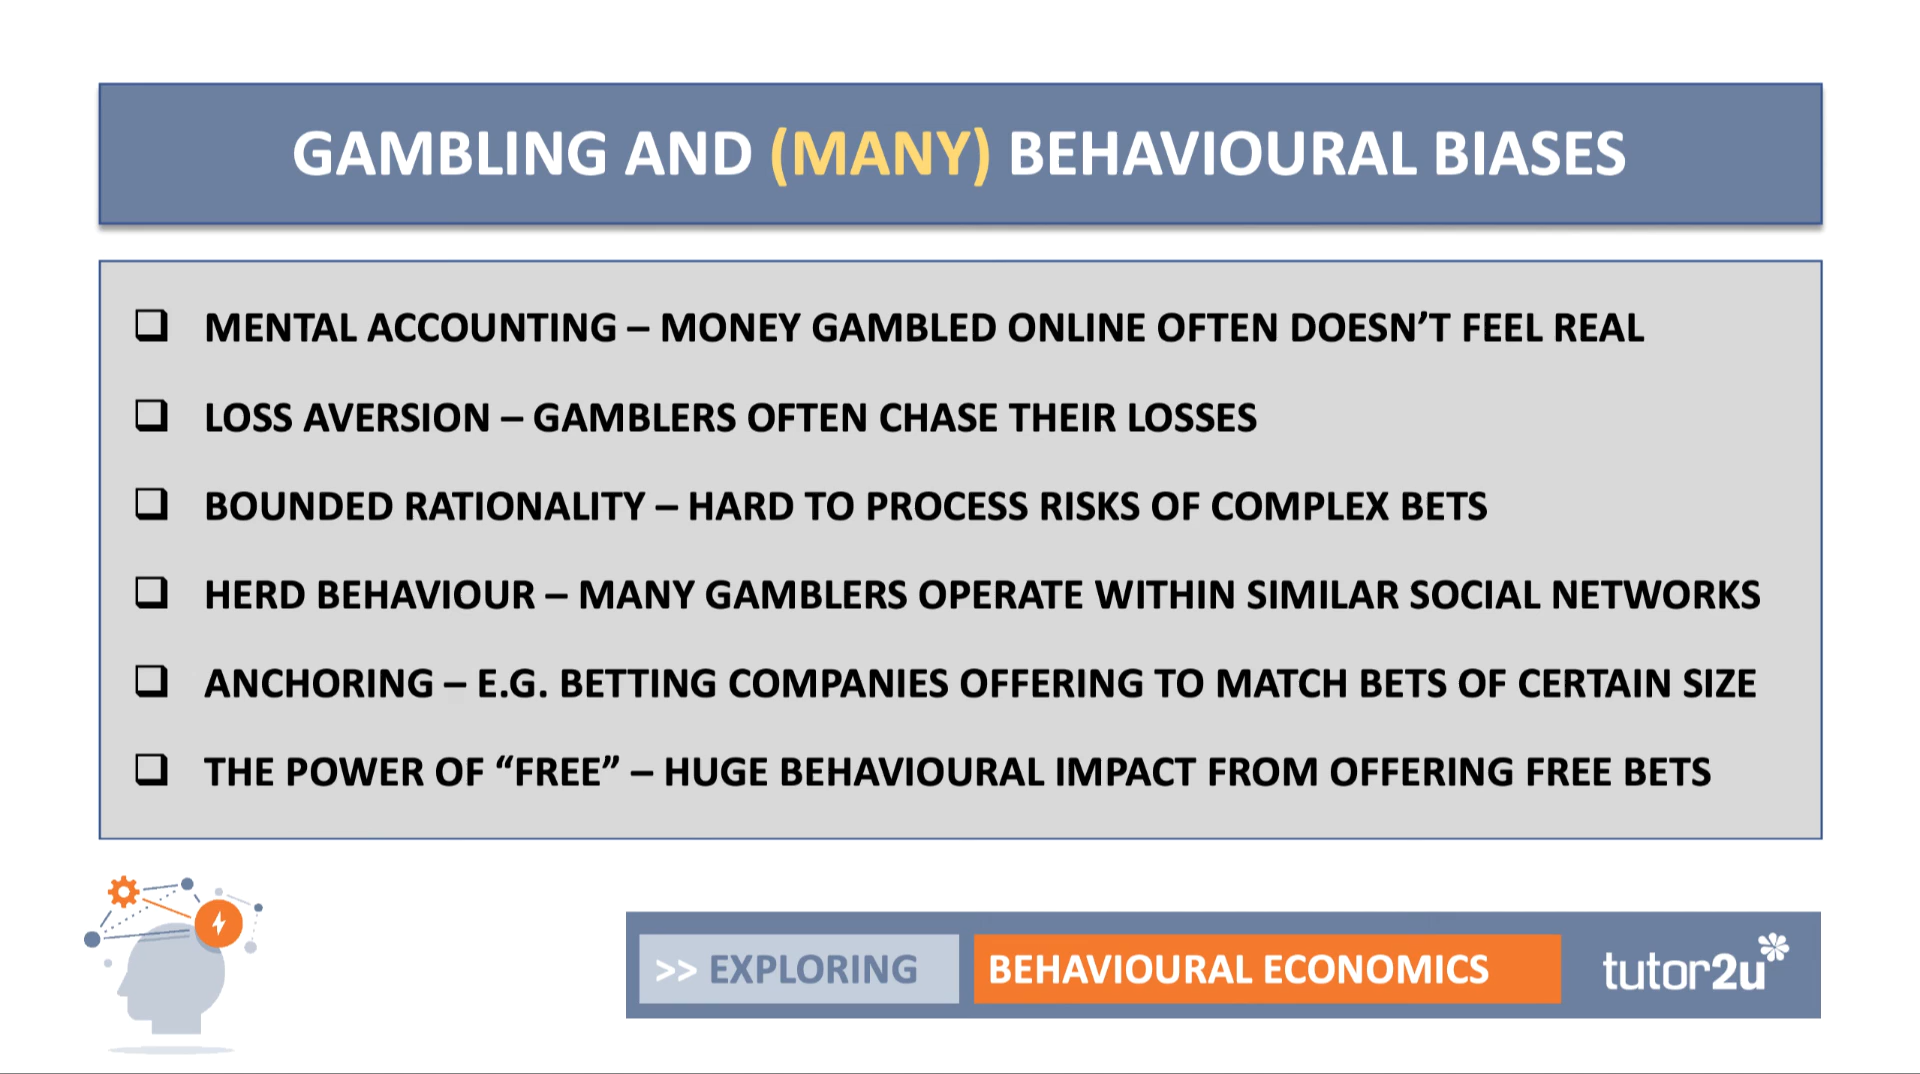 GAMBLING AND (MANY) BEHAVIOURAL BIASES
MENTAL ACCOUNTING – MONEY GAMBLED ONLINE OFTEN DOESN’T FEEL REAL
LOSS AVERSION – GAMBLERS OFTEN CHASE THEIR LOSSES
BOUNDED RATIONALITY – HARD TO PROCESS RISKS OF COMPLEX BETS
HERD BEHAVIOUR – MANY GAMBLERS OPERATE WITHIN SIMILAR SOCIAL NETWORKS
ANCHORING – E.G. BETTING COMPANIES OFFERING TO MATCH BETS OF CERTAIN SIZE
THE POWER OF “FREE” – HUGE BEHAVIOURAL IMPACT FROM OFFERING FREE BETS
>> EXPLORING BEHAVIOURAL ECONOMICS tutor2u